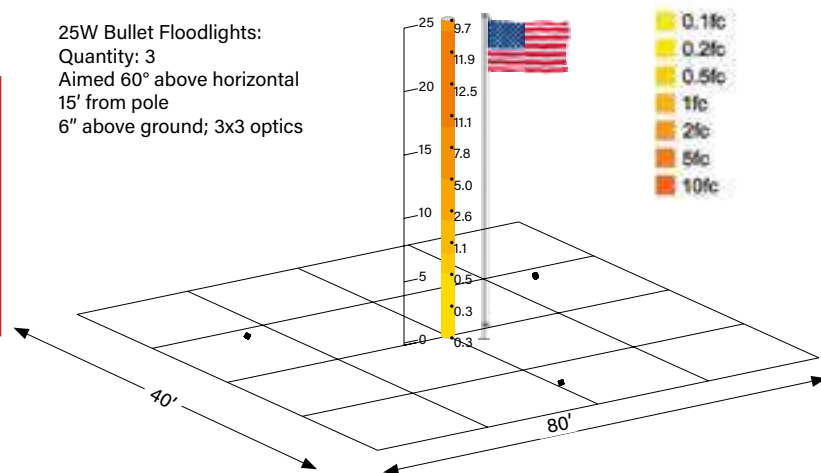 25W Bullet Floodlights:
Quantity: 3
Aimed 60° above horizontal
15′ from pole
6″ above ground; 3x3 optics
25
20
15
10
5
0
9.7
11.9
12.5
11.1
7.8
5.0
2.6
1.1
0.5
0.3
0.3
0.1fc
0.2fc
0.5fc
1fc
2fc
5fc
10fc
40′
80′